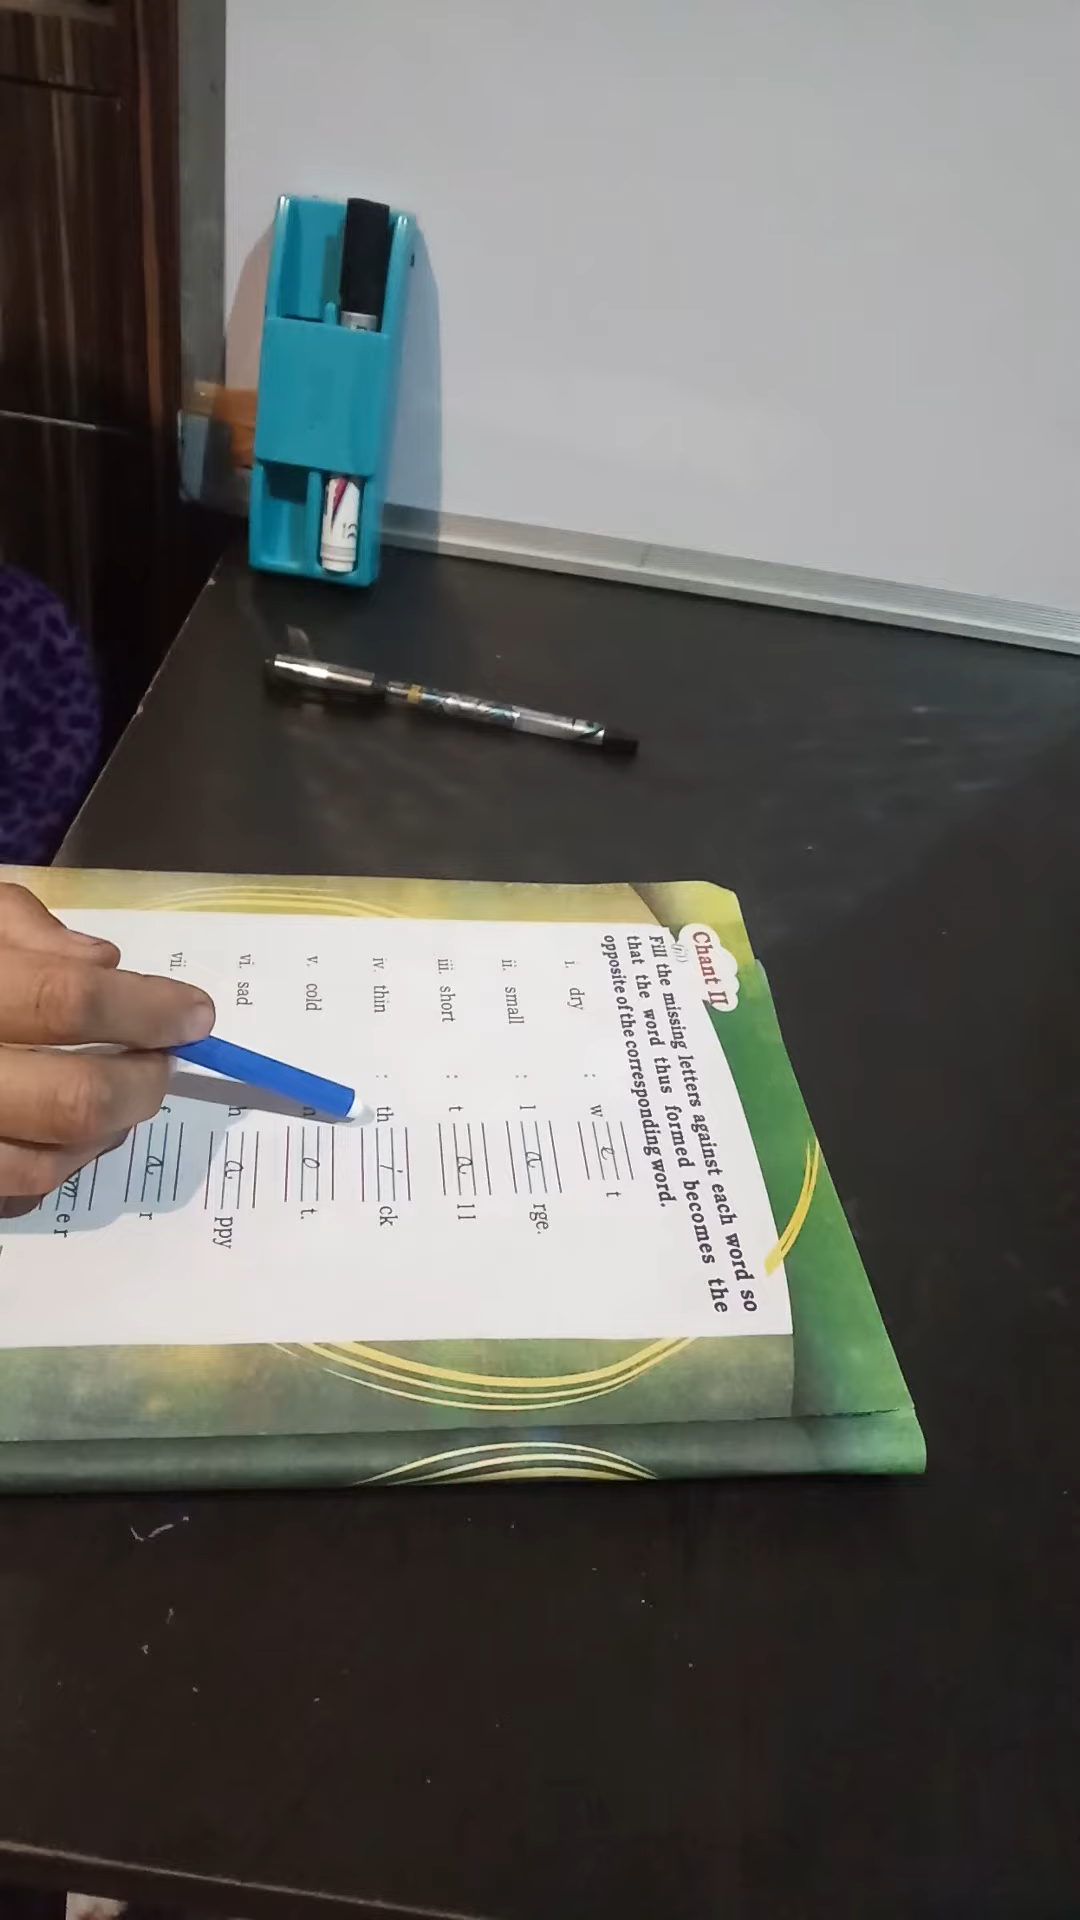 Chant II
Fill the missing letters against each word so
that the word thus formed becomes the
opposite of the corresponding word.
i. dry : w e t
ii. small : l a rge.
iii. short : t a ll
iv. thin : th i ck
v. cold o t.
vi. sad h a ppy
vii. f a r
m e r